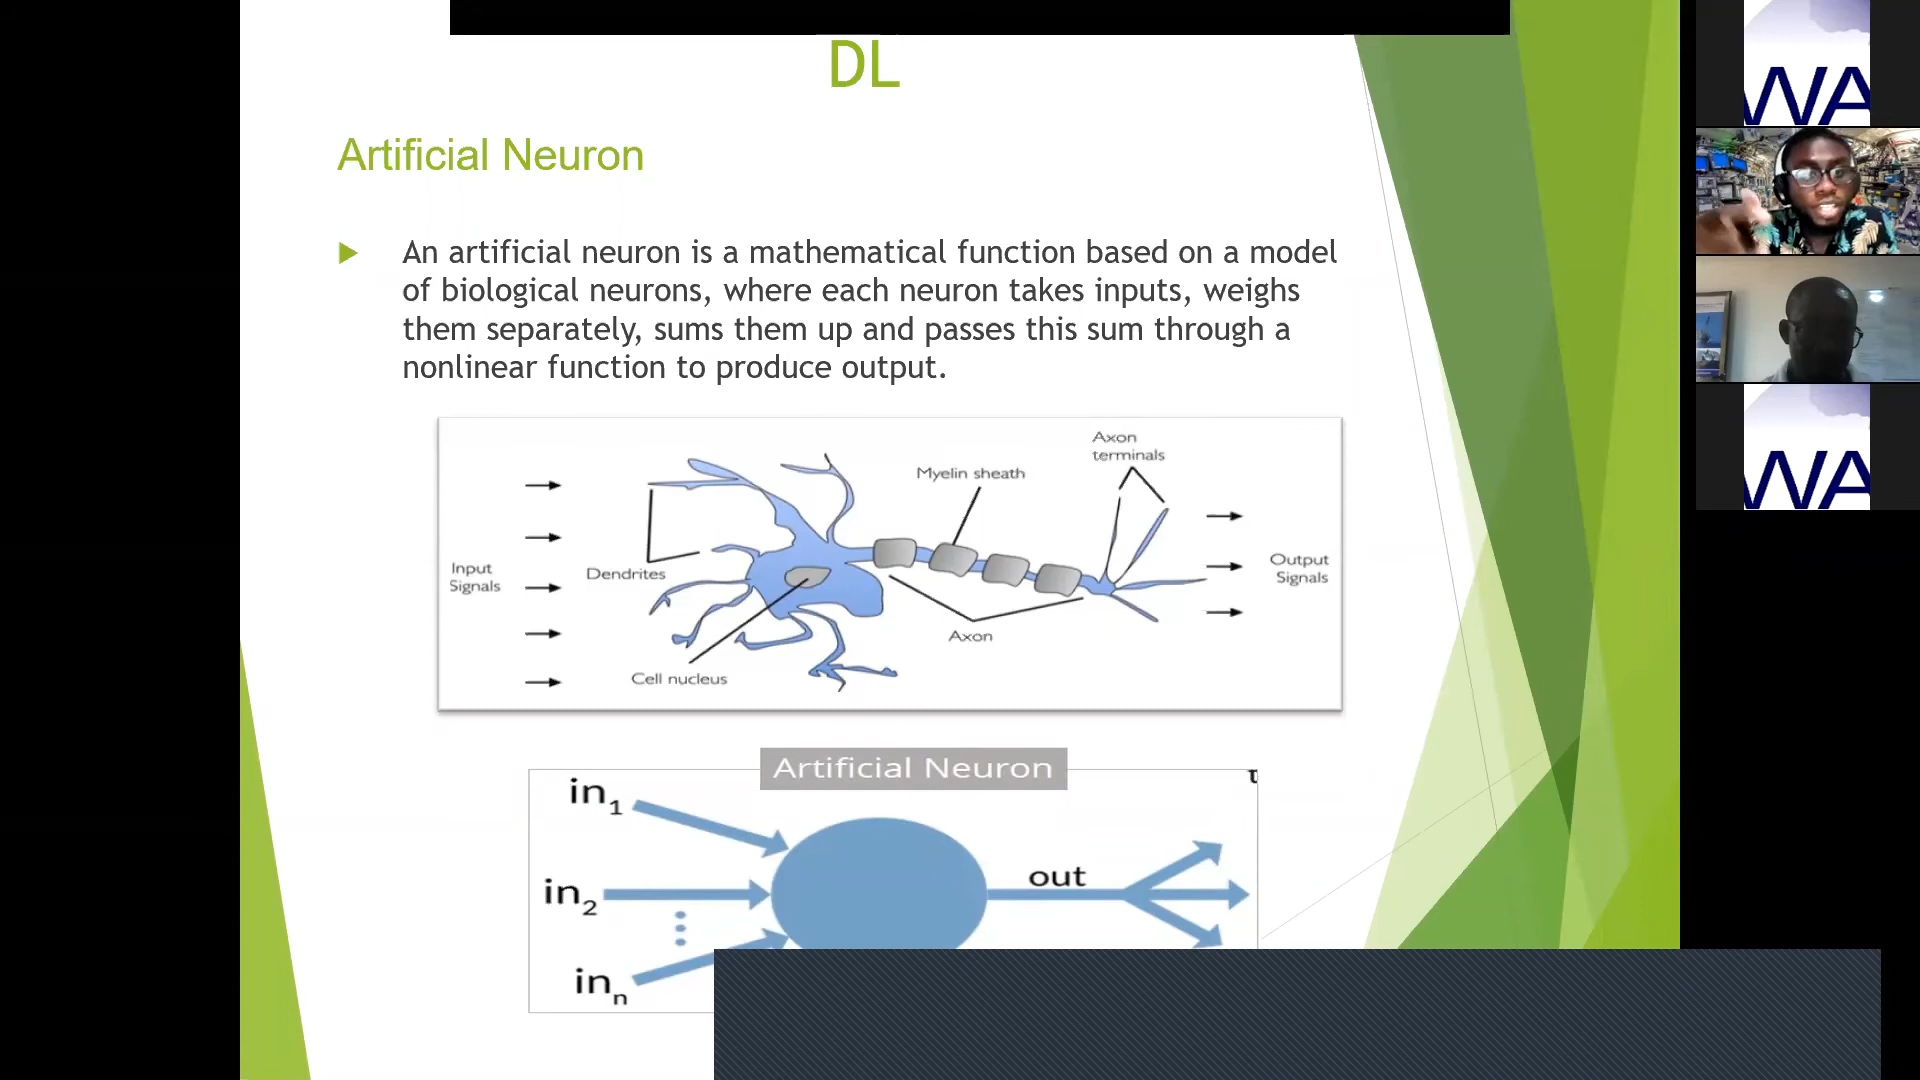 DL
Artificial Neuron
An artificial neuron is a mathematical function based on a model
of biological neurons, where each neuron takes inputs, weighs
them separately, sums them up and passes this sum through a
nonlinear function to produce output.
Axon
terminals
Myelin sheath
Input
Signals
Dendrites
Output
Signals
Axon
Cell nucleus
Artificial Neuron
in1
in2
out
inn
WA
WA